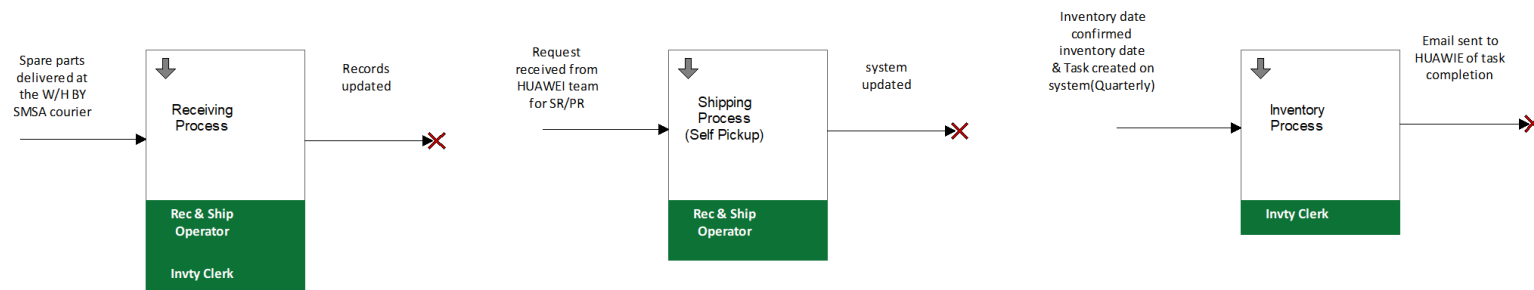 Spare parts
delivered at
the W/H BY
SMSA courier
Receiving
Process
Rec & Ship
Operator
Invty Clerk
Records
updated
Request
received from
HUAWEI team
for SR/PR
Shipping
Process
(Self Pickup)
Rec & Ship
Operator
system
updated
Inventory date
confirmed
inventory date
& Task created on
system(Quarterly)
Inventory
Process
Invty Clerk
Email sent to
HUAWIE of task
completion